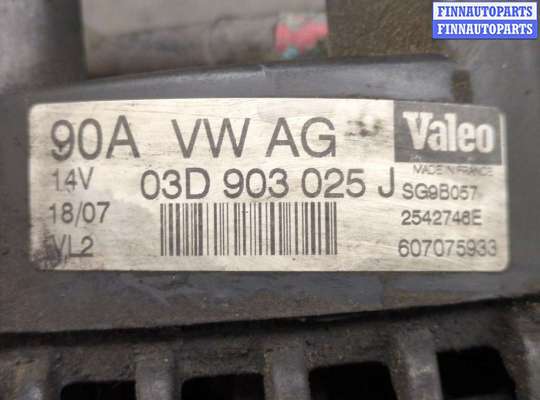 FINNAUTOPARTS
FINNAUTOPARTS
90A VW AG
14V 03D 903 025 J
18/07
VL2
Valeo
MADE IN FRANCE
SG9B057
2542746E
607075933